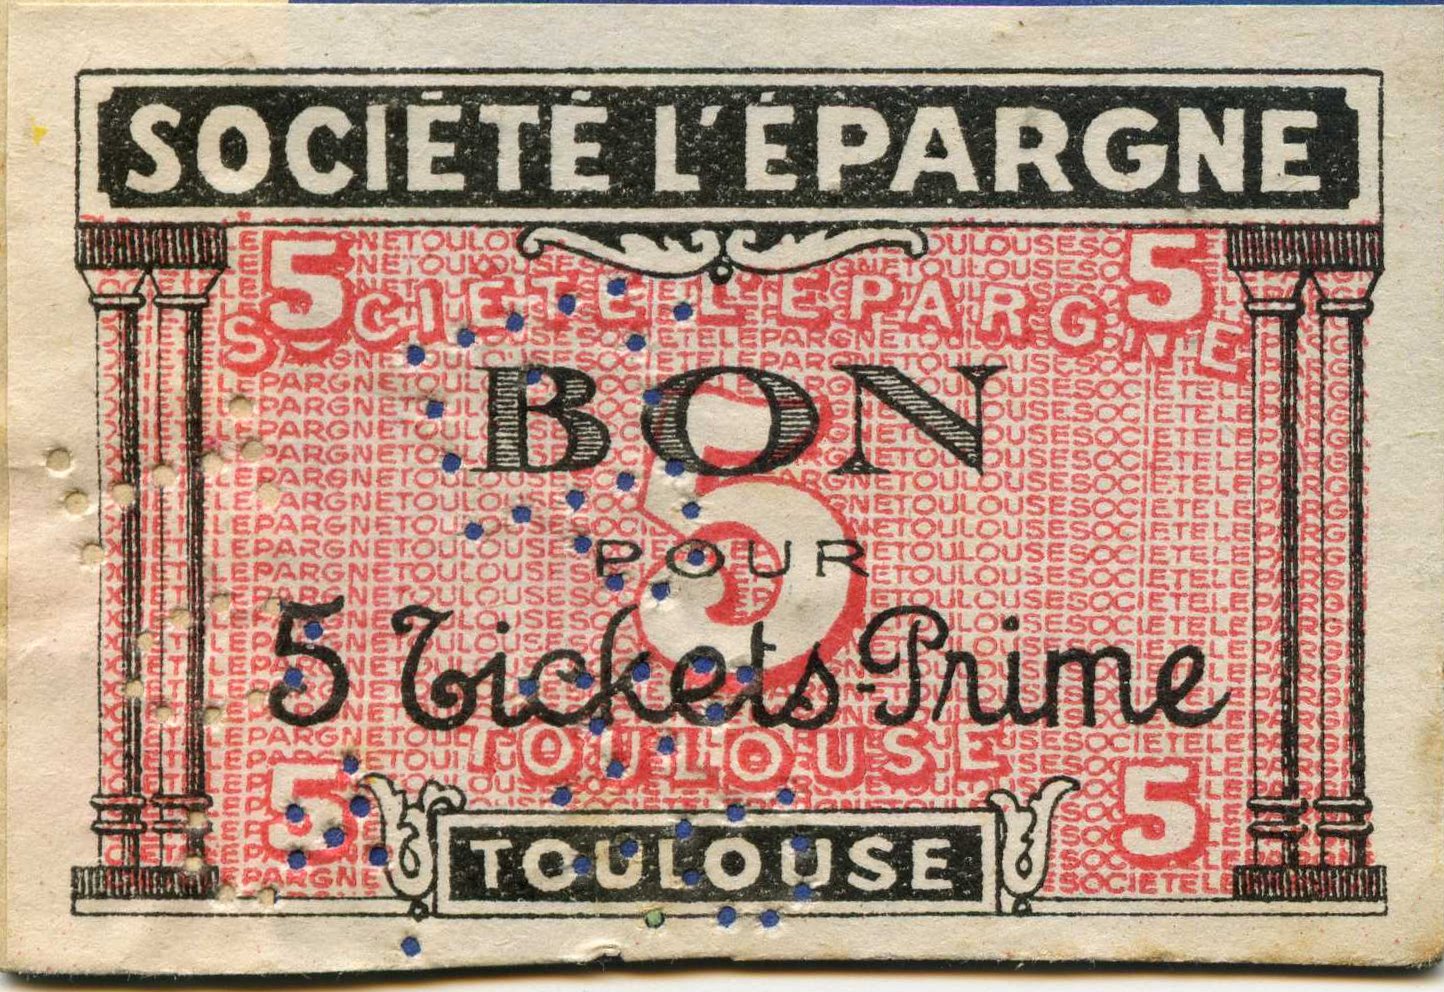 SOCIÉTÉ L'ÉPARGNE
5 5
SOCIÉTÉ L'ÉPARGNE
BON
5
POUR
5 Tickets-Prime
TOULOUSE
5 5
TOULOUSE